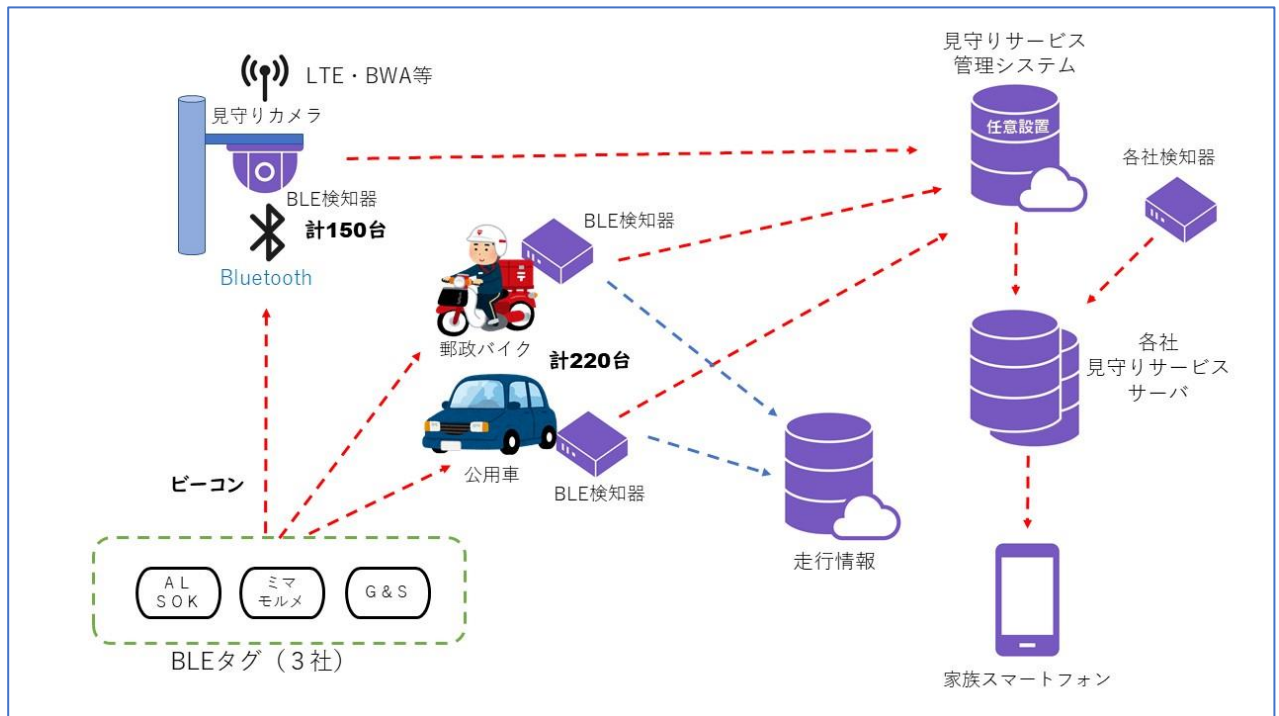 LTE・BWA等
見守りカメラ
BLE検知器
計150台
Bluetooth
ビーコン
AL
SOK
ミマ
モルメ
G&S
BLEタグ（３社）
BLE検知器
〒
郵政バイク
計220台
公用車
BLE検知器
走行情報
見守りサービス
管理システム
任意設置
各社検知器
各社
見守りサービス
サーバ
家族スマートフォン